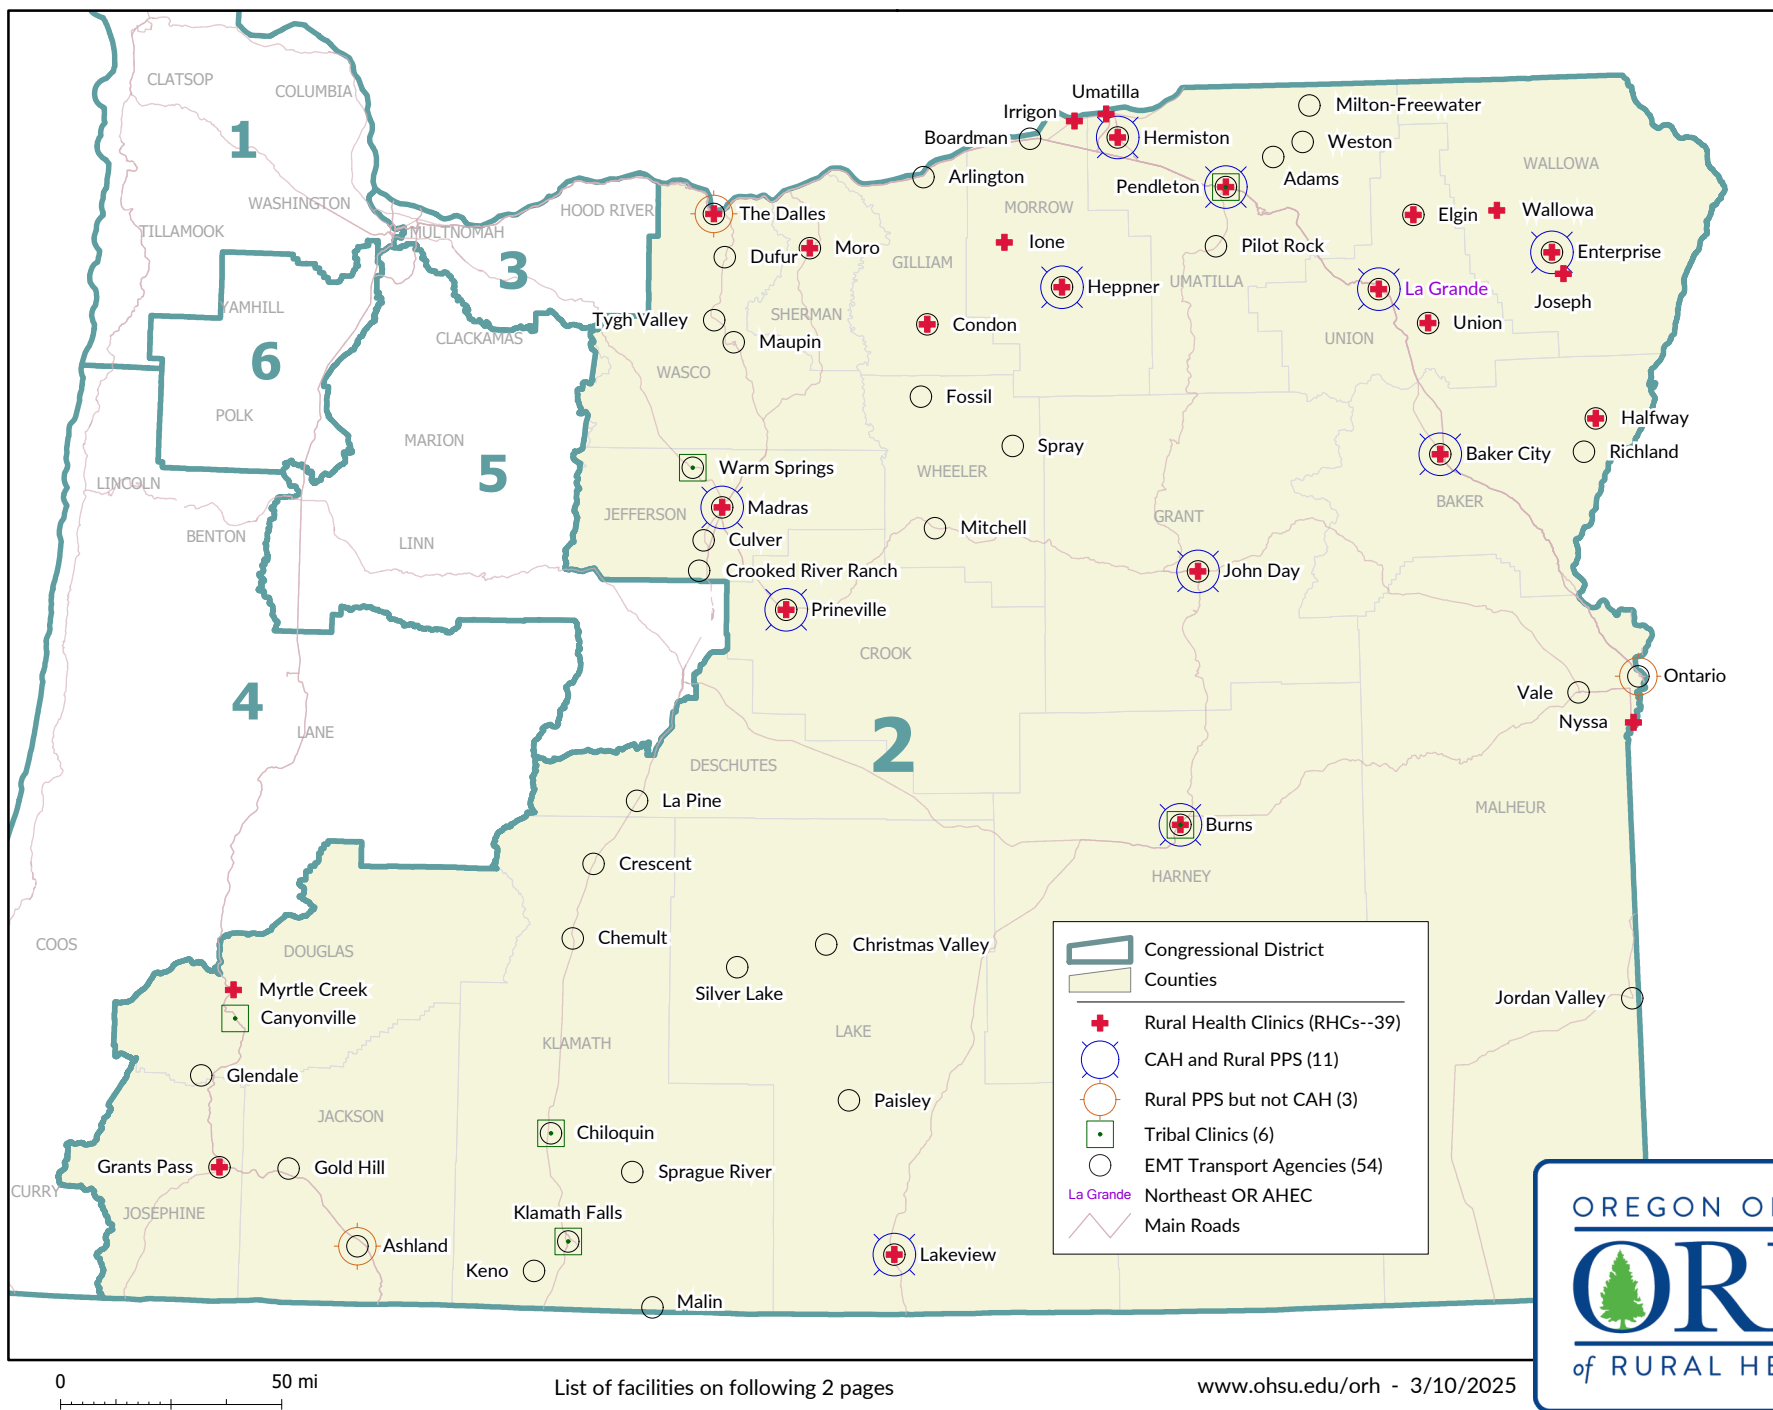 Umatilla
Irrigon
Milton-Freewater
Boardman
Hermiston
Weston
CLATSOP
COLUMBIA
1
WALLOWA
Arlington
Pendleton
Adams
WASHINGTON
HOOD RIVER
The Dalles
MORROW
Elgin
Wallowa
TILLAMOOK
MULTNOMAH
Dufur
Moro
Ione
Pilot Rock
Enterprise
3
GILLIAM
Heppner
UMATILLA
La Grande
Joseph
YAMHILL
Tygh Valley
SHERMAN
Condon
Union
CLACKAMAS
Maupin
UNION
6
WASCO
POLK
Fossil
Halfway
MARION
Spray
Baker City
Richland
5
Warm Springs
WHEELER
LINCOLN
JEFFERSON
Madras
GRANT
BAKER
BENTON
LINN
Culver
Mitchell
Crooked River Ranch
John Day
Prineville
CROOK
Ontario
4
Vale
Nyssa
LANE
2
DESCHUTES
La Pine
MALHEUR
Burns
Crescent
HARNEY
COOS
DOUGLAS
Chemult
Christmas Valley
Silver Lake
Myrtle Creek
Canyonville
Jordan Valley
KLAMATH
LAKE
Glendale
JACKSON
Paisley
Chiloquin
Grants Pass
Gold Hill
Sprague River
CURRY
JOSEPHINE
Klamath Falls
Ashland
Keno
Lakeview
Malin
Congressional District
Counties
Rural Health Clinics (RHCs--39)
CAH and Rural PPS (11)
Rural PPS but not CAH (3)
Tribal Clinics (6)
EMT Transport Agencies (54)
La Grande Northeast OR AHEC
Main Roads
OREGON
OR
of RURAL
0 50 mi
List of facilities on following 2 pages
www.ohsu.edu/orh - 3/10/2025